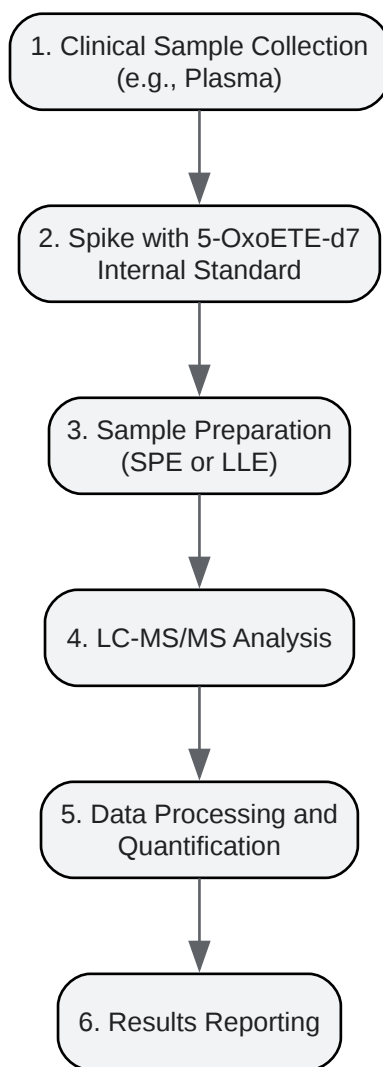 1. Clinical Sample Collection
(e.g., Plasma)
2. Spike with 5-OxoETE-d7
Internal Standard
3. Sample Preparation
(SPE or LLE)
4. LC-MS/MS Analysis
5. Data Processing and
Quantification
6. Results Reporting